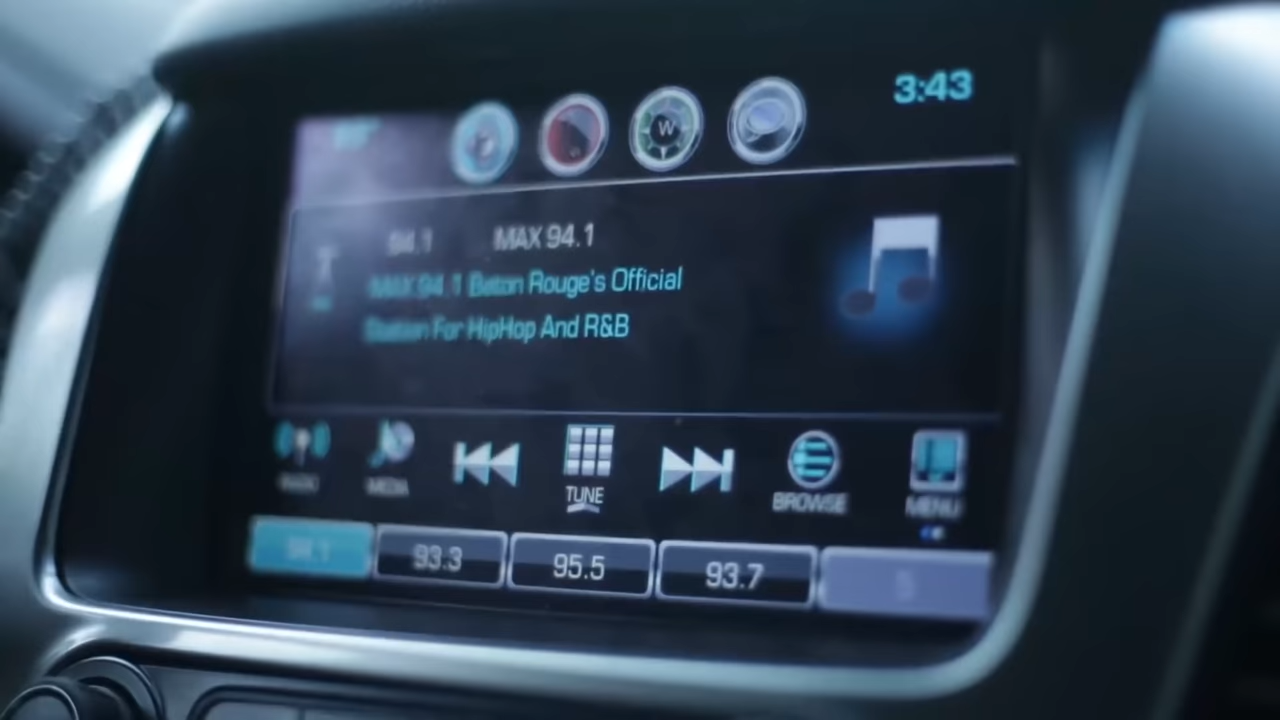 3:43
W
94.1 MAX 94.1
MAX 94.1 Baton Rouge's Official
Station For HipHop And R&B
RADIO MEDIA TUNE BROWSE MENU
94.1 93.3 95.5 93.7 5